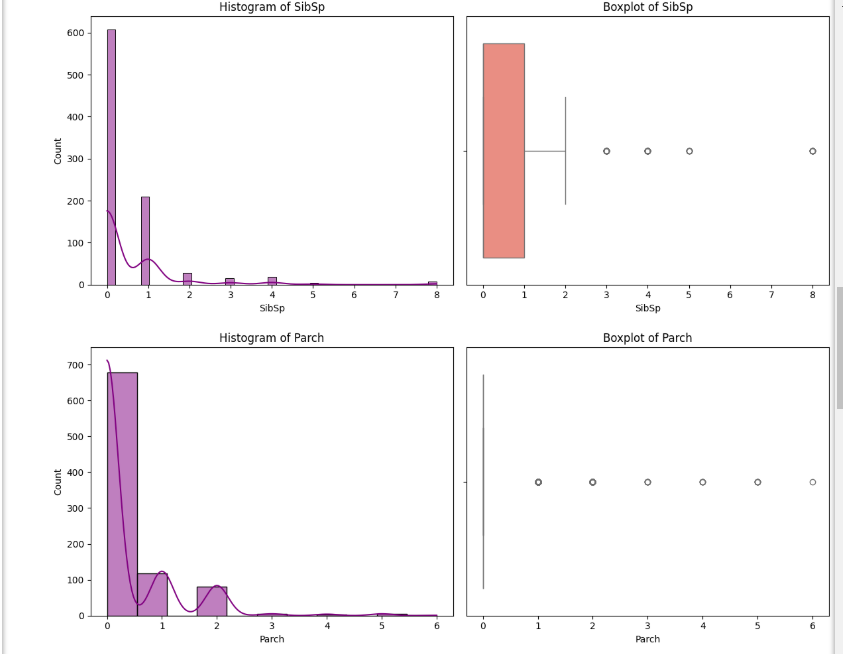 Histogram of SibSp
600
500
400
300
200
100
0
Count
0 1 2 3 4 5 6 7 8
SibSp
Boxplot of SibSp
0 1 2 3 4 5 6 7 8
SibSp
Histogram of Parch
700
600
500
400
300
200
100
0
Count
0 1 2 3 4 5 6
Parch
Boxplot of Parch
0 1 2 3 4 5 6
Parch